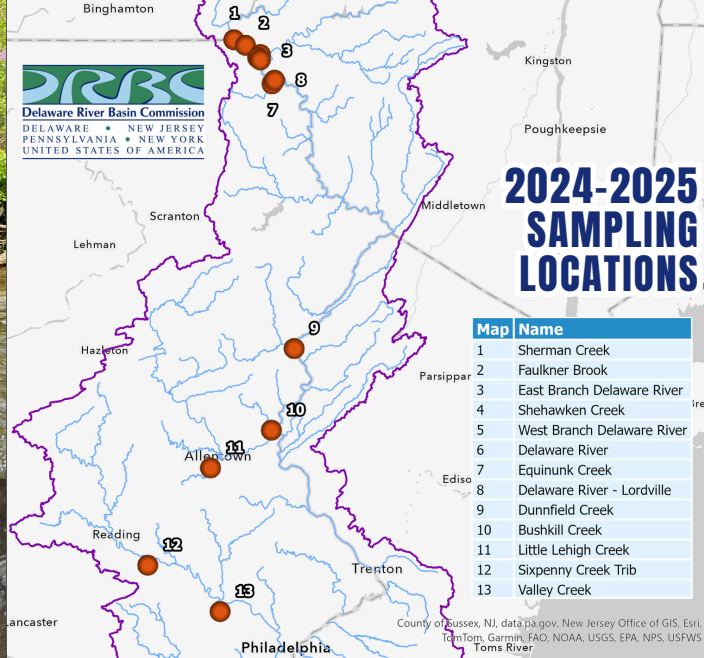 Binghamton
1
2
3
8
7
Kingston
Poughkeepsie
DRBC
Delaware River Basin Commission
DELAWARE • NEW JERSEY
PENNSYLVANIA • NEW YORK
UNITED STATES OF AMERICA
2024-2025
SAMPLING
LOCATIONS
Middletown
Scranton
Lehman
9
Hazleton
Parsippan
10
11
Allentown
Ediso
12
Reading
13
Trenton
Lancaster
Philadelphia
Toms River
Map Name
1 Sherman Creek
2 Faulkner Brook
3 East Branch Delaware River
4 Shehawken Creek
5 West Branch Delaware River
6 Delaware River
7 Equinunk Creek
8 Delaware River - Lordville
9 Dunnfield Creek
10 Bushkill Creek
11 Little Lehigh Creek
12 Sixpenny Creek Trib
13 Valley Creek
County of Sussex, NJ, data.pa.gov, New Jersey Office of GIS, Esri,
TomTom, Garmin, FAO, NOAA, USGS, EPA, NPS, USFWS